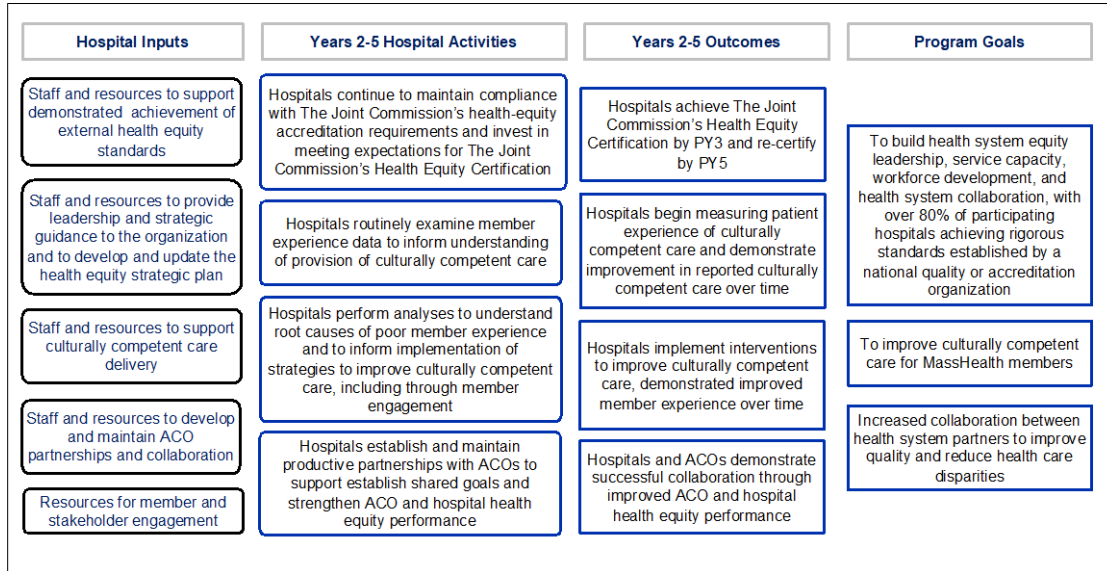 Hospital Inputs
Staff and resources to support
demonstrated achievement of
external health equity
standards
Staff and resources to provide
leadership and strategic
guidance to the organization
and to develop and update the
health equity strategic plan
Staff and resources to support
culturally competent care
delivery
Staff and resources to develop
and maintain ACO
partnerships and collaboration
Resources for member and
stakeholder engagement
Years 2-5 Hospital Activities
Hospitals continue to maintain compliance
with The Joint Commission’s health-equity
accreditation requirements and invest in
meeting expectations for The Joint
Commission’s Health Equity Certification
Hospitals routinely examine member
experience data to inform understanding
of provision of culturally competent care
Hospitals perform analyses to understand
root causes of poor member experience
and to inform implementation of
strategies to improve culturally competent
care, including through member
engagement
Hospitals establish and maintain
productive partnerships with ACOs to
support establish shared goals and
strengthen ACO and hospital health
equity performance
Years 2-5 Outcomes
Hospitals achieve The Joint
Commission’s Health Equity
Certification by PY3 and re-certify
by PY5
Hospitals begin measuring patient
experience of culturally
competent care and demonstrate
improvement in reported culturally
competent care over time
Hospitals implement interventions
to improve culturally competent
care, demonstrated improved
member experience over time
Hospitals and ACOs demonstrate
successful collaboration through
improved ACO and hospital
health equity performance
Program Goals
To build health system equity
leadership, service capacity,
workforce development, and
health system collaboration, with
over 80% of participating
hospitals achieving rigorous
standards established by a
national quality or accreditation
organization
To improve culturally competent
care for MassHealth members
Increased collaboration between
health system partners to improve
quality and reduce health care
disparities